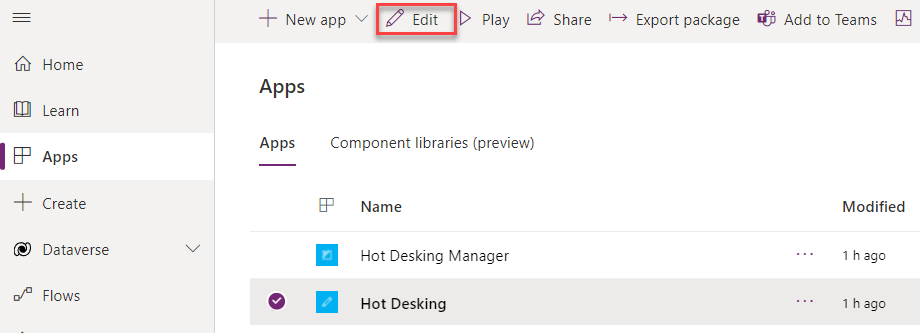 New app Edit Play Share Export package Add to Teams
Home
Learn
Apps
Create
Dataverse
Flows
Apps
Apps Component libraries (preview)
Name Modified
Hot Desking Manager ... 1 h ago
Hot Desking ... 1 h ago